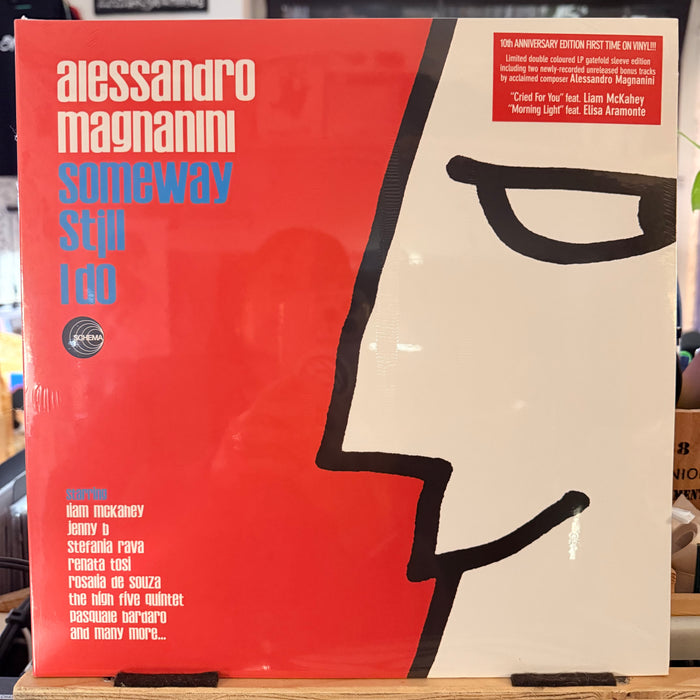 alessandro
magnanini
someway
still
I do
SCHEMA
10th ANNIVERSARY EDITION FIRST TIME ON VINYL!!!
Limited double coloured LP gatefold sleeve edition
including two newly-recorded unreleased bonus tracks
by acclaimed composer Alessandro Magnanini
"Cried For You" feat. Liam McKahey
"Morning Light" feat. Elisa Aramonte
starring
liam mckahey
jenny b
stefania rava
renata tosi
rosalia de souza
the high five quintet
pasquale bardaro
and many more...
8